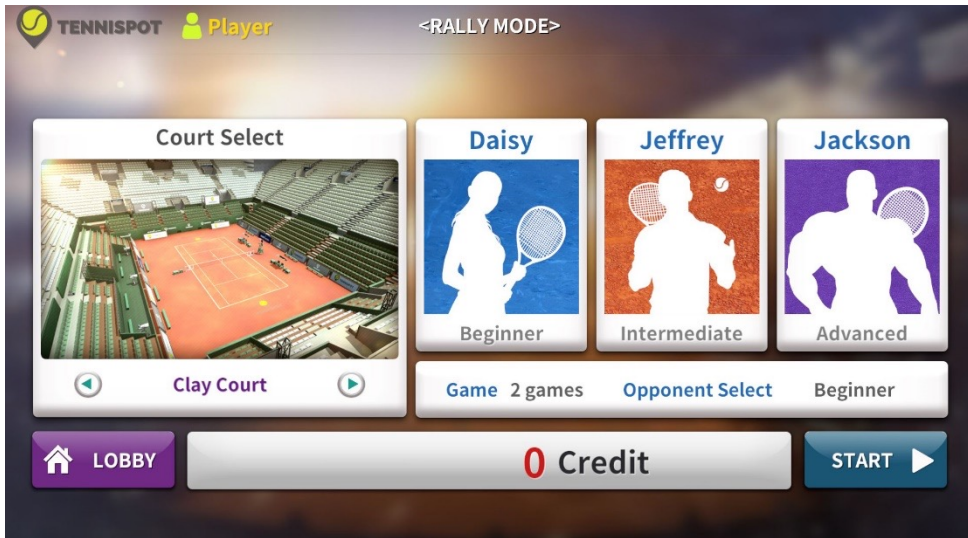 TENNISPOT Player <RALLY MODE>
Court Select
Clay Court
Daisy
Beginner
Jeffrey
Intermediate
Jackson
Advanced
Game 2 games Opponent Select Beginner
LOBBY 0 Credit START